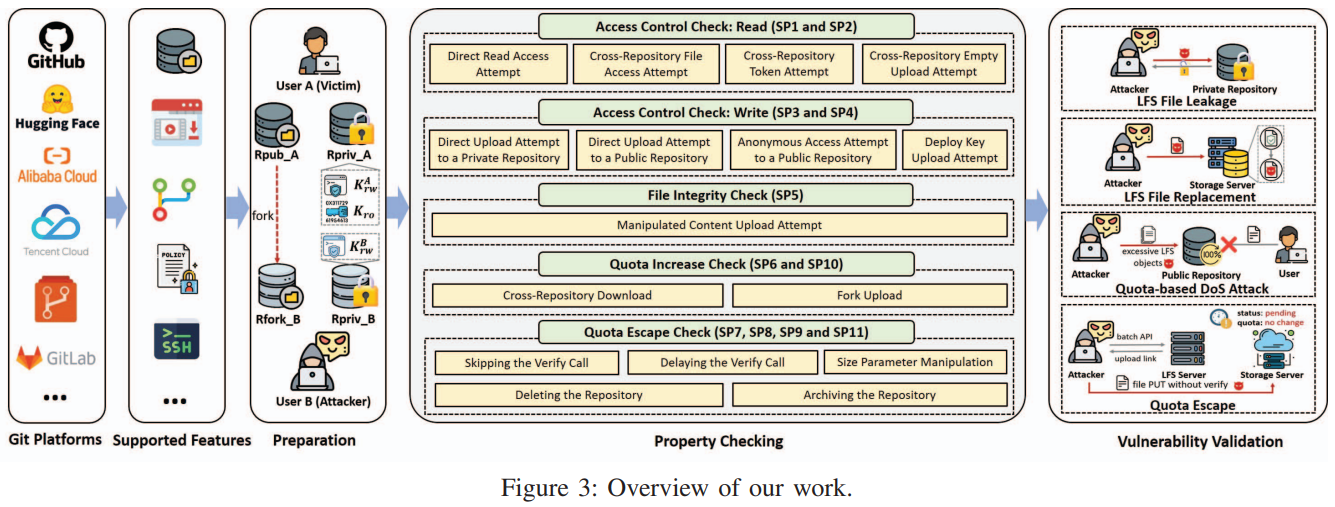 GitHub
Hugging Face
Alibaba Cloud
Tencent Cloud
GitLab
...
Git Platforms
POLICY
SSH
...
Supported Features
User A (Victim)
Rpub_A
Rpriv_A
K^A_rw
K_ro
fork
K^B_rw
Rfork_B
Rpriv_B
User B (Attacker)
Preparation
Access Control Check: Read (SP1 and SP2)
Direct Read Access
Attempt
Cross-Repository File
Access Attempt
Cross-Repository
Token Attempt
Cross-Repository Empty
Upload Attempt
Access Control Check: Write (SP3 and SP4)
Direct Upload Attempt
to a Private Repository
Direct Upload Attempt
to a Public Repository
Anonymous Access Attempt
to a Public Repository
Deploy Key
Upload Attempt
File Integrity Check (SP5)
Manipulated Content Upload Attempt
Quota Increase Check (SP6 and SP10)
Cross-Repository Download
Fork Upload
Quota Escape Check (SP7, SP8, SP9 and SP11)
Skipping the Verify Call
Delaying the Verify Call
Size Parameter Manipulation
Deleting the Repository
Archiving the Repository
Property Checking
Attacker
Private Repository
LFS File Leakage
Attacker
Storage Server
LFS File Replacement
Attacker
excessive LFS
objects
100%
Public Repository
User
Quota-based DoS Attack
status: pending
quota: no change
batch API
upload link
Attacker
LFS Server
Storage Server
file PUT without verify
Quota Escape
Vulnerability Validation
Figure 3: Overview of our work.